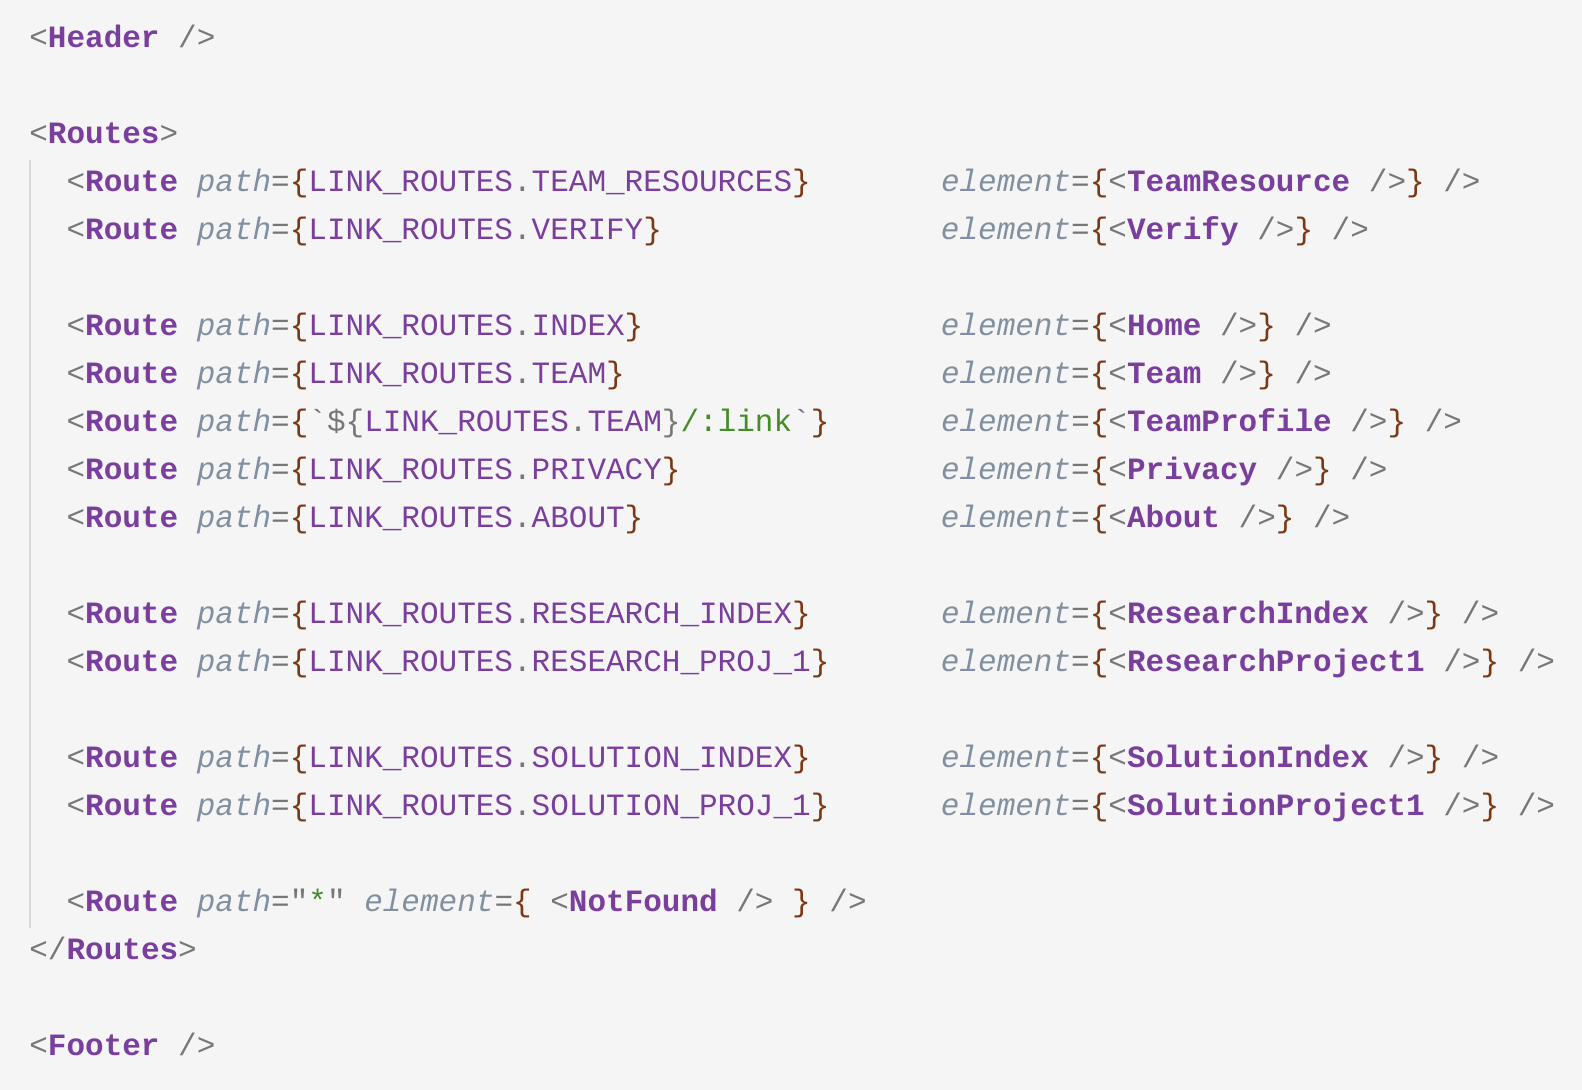 <Header />

<Routes>
  <Route path={LINK_ROUTES.TEAM_RESOURCES}       element={<TeamResource />} />
  <Route path={LINK_ROUTES.VERIFY}               element={<Verify />} />

  <Route path={LINK_ROUTES.INDEX}                element={<Home />} />
  <Route path={LINK_ROUTES.TEAM}                 element={<Team />} />
  <Route path={`${LINK_ROUTES.TEAM}/:link`}      element={<TeamProfile />} />
  <Route path={LINK_ROUTES.PRIVACY}              element={<Privacy />} />
  <Route path={LINK_ROUTES.ABOUT}                element={<About />} />

  <Route path={LINK_ROUTES.RESEARCH_INDEX}       element={<ResearchIndex />} />
  <Route path={LINK_ROUTES.RESEARCH_PROJ_1}      element={<ResearchProject1 />} />

  <Route path={LINK_ROUTES.SOLUTION_INDEX}       element={<SolutionIndex />} />
  <Route path={LINK_ROUTES.SOLUTION_PROJ_1}      element={<SolutionProject1 />} />

  <Route path="*" element={ <NotFound /> } />
</Routes>

<Footer />